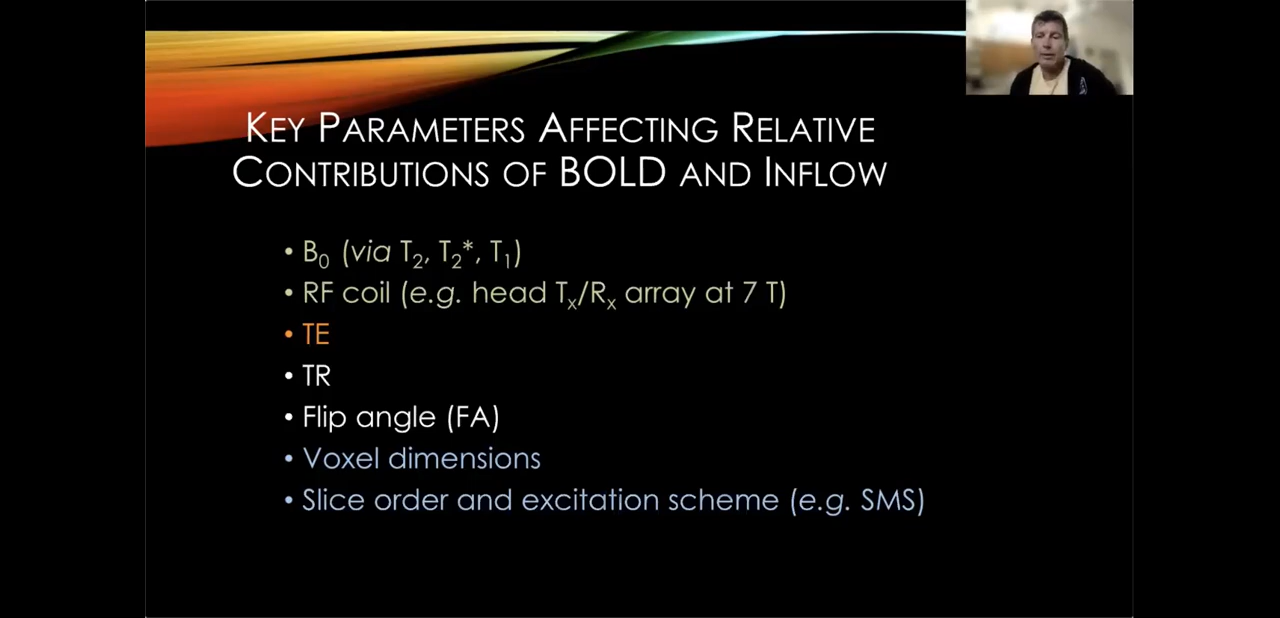 Key Parameters Affecting Relative
Contributions of BOLD and Inflow
• B₀ (via T₂, T₂*, T₁)
• RF coil (e.g. head Tₓ/Rₓ array at 7 T)
• TE
• TR
• Flip angle (FA)
• Voxel dimensions
• Slice order and excitation scheme (e.g. SMS)